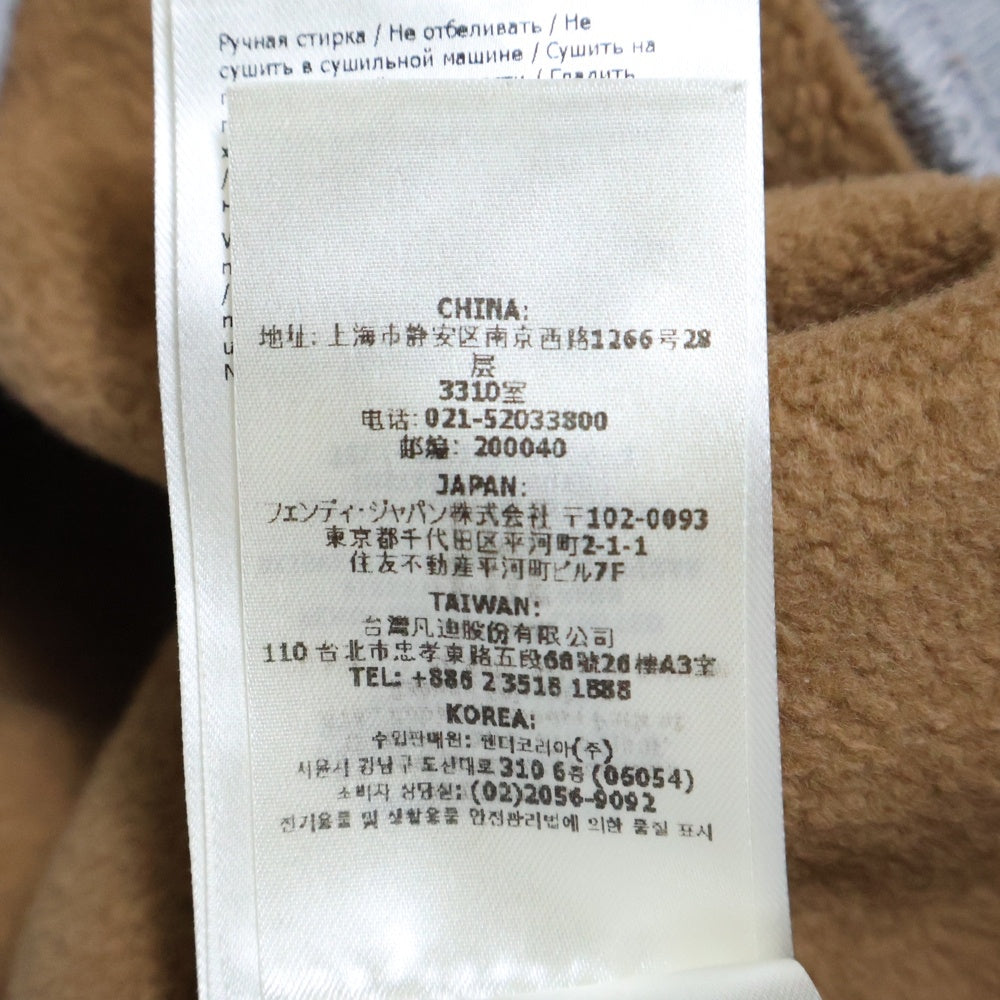 Ручная стирка / Не отбеливать / Не
сушить в сушильной машине / Сушить на
/ Гладить
CHINA:
地址: 上海市静安区南京西路1266号28
层
3310室
电话: 021-52033800
邮编: 200040
JAPAN:
フェンディ・ジャパン株式会社 〒102-0093
東京都千代田区平河町2-1-1
住友不動産平河町ビル7F
TAIWAN:
台灣凡迪股份有限公司
110 台北市忠孝東路五段68號26樓A3室
TEL: +886 2 3518 1888
KOREA:
수입판매원: 펜디코리아(주)
서울시 강남구 도산대로 310 6층 (06054)
소비자 상담실: (02)2056-9092
전기용품 및 생활용품 안전관리법에 의한 품질 표시